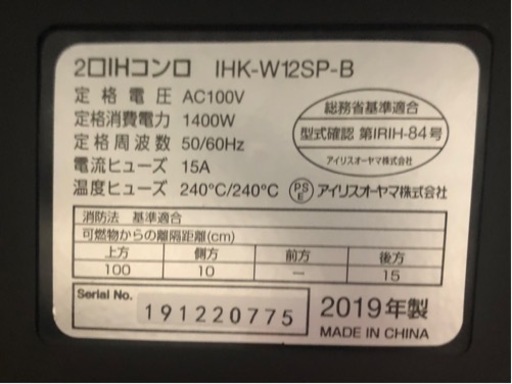 2口IHコンロ IHK-W12SP-B
定格電圧 AC100V
定格消費電力 1400W
定格周波数 50/60Hz
電流ヒューズ 15A
温度ヒューズ 240℃/240℃ PSE アイリスオーヤマ株式会社
総務省基準適合
型式確認 第IRIH-84号
アイリスオーヤマ株式会社
消防法 基準適合
可燃物からの離隔距離(cm)
上方 側方 前方 後方
100 10 — 15
Serial No. 191220775
2019年製
MADE IN CHINA